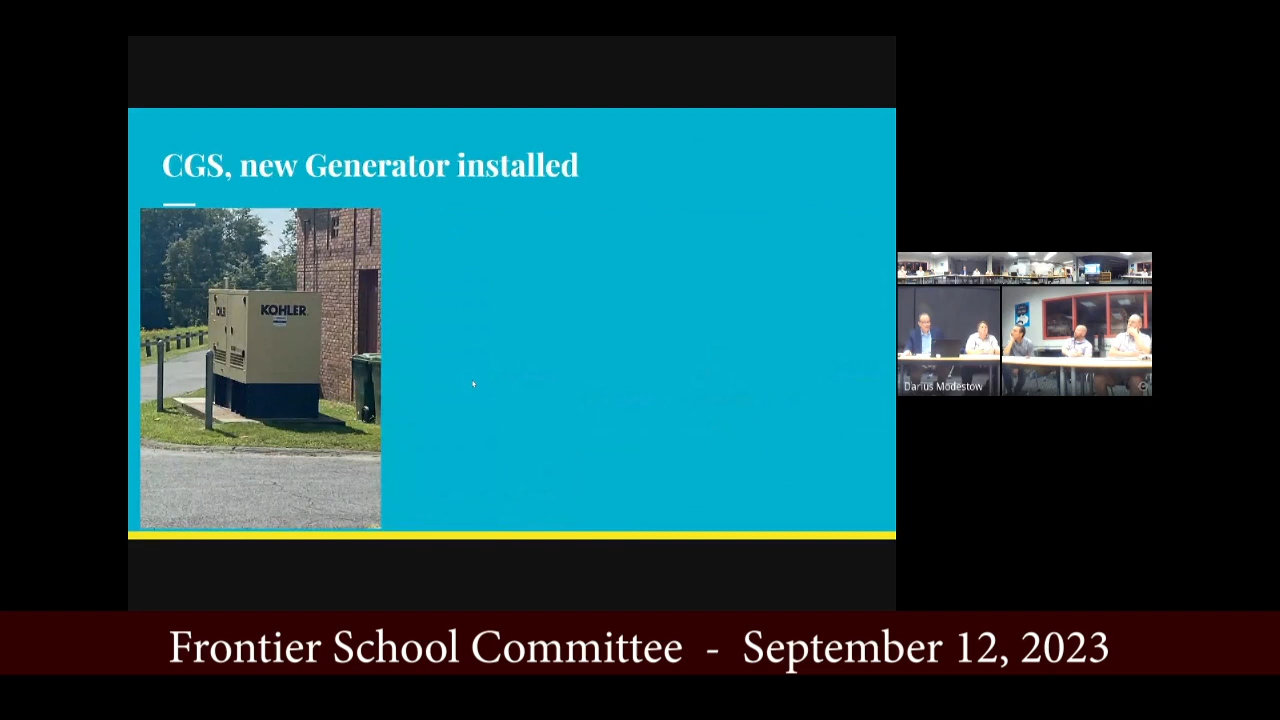 CGS, new Generator installed
KOHLER
Darius Modestow
Frontier School Committee - September 12, 2023